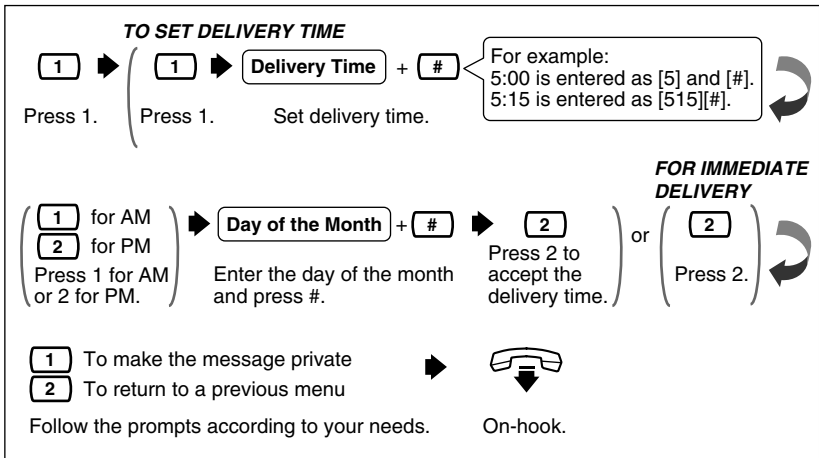 TO SET DELIVERY TIME
1 1 Delivery Time + #
For example:
5:00 is entered as [5] and [#].
5:15 is entered as [515][#].
Press 1. Press 1. Set delivery time.
FOR IMMEDIATE
DELIVERY
1 for AM
2 for PM
Press 1 for AM
or 2 for PM.
Day of the Month + #
Enter the day of the month
and press #.
2
Press 2 to
accept the
delivery time.
or
2
Press 2.
1 To make the message private
2 To return to a previous menu
Follow the prompts according to your needs. On-hook.